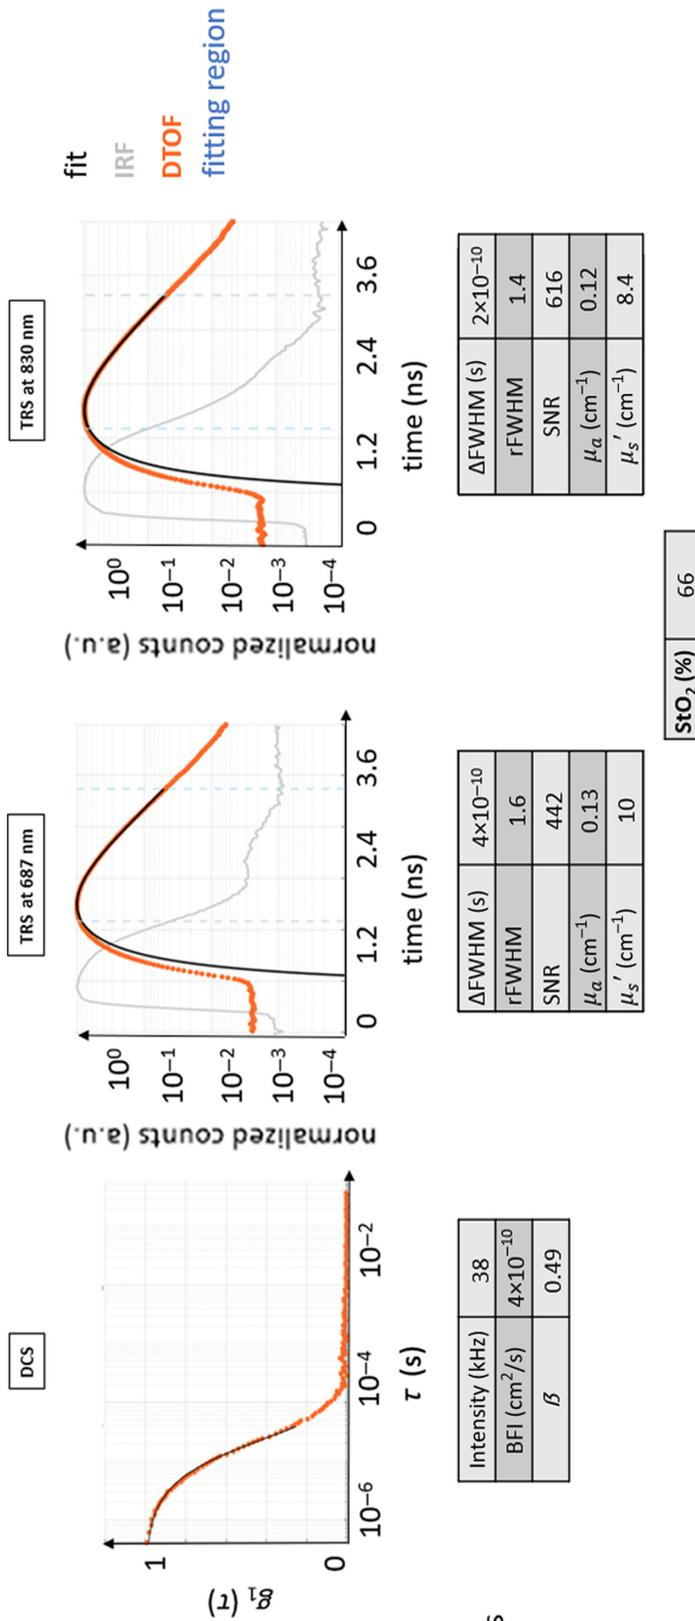 DCS
g₁ (τ)
1
0
10⁻⁶
10⁻⁴
10⁻²
τ (s)
Intensity (kHz) 38
BFI (cm²/s) 4×10⁻¹⁰
ß 0.49
TRS at 687 nm
normalized counts (a.u.)
10⁰
10⁻¹
10⁻²
10⁻³
10⁻⁴
0
1.2
2.4
3.6
time (ns)
ΔFWHM (s) 4×10⁻¹⁰
rFWHM 1.6
SNR 442
μₐ (cm⁻¹) 0.13
μₛ' (cm⁻¹) 10
TRS at 830 nm
normalized counts (a.u.)
10⁰
10⁻¹
10⁻²
10⁻³
10⁻⁴
0
1.2
2.4
3.6
time (ns)
ΔFWHM (s) 2×10⁻¹⁰
rFWHM 1.4
SNR 616
μₐ (cm⁻¹) 0.12
μₛ' (cm⁻¹) 8.4
fit
IRF
DTOF
fitting region
StO₂ (%) 66